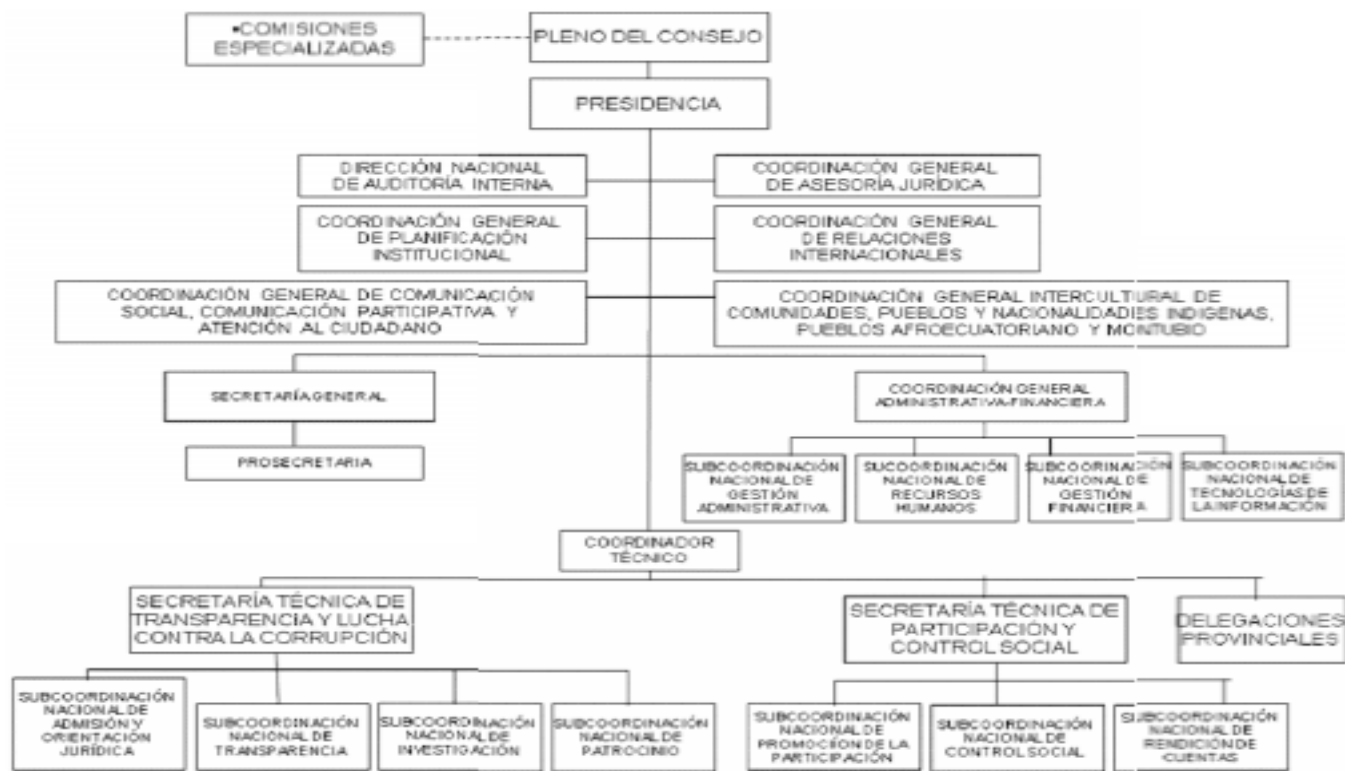 ▪COMISIONES
ESPECIALIZADAS
PLENO DEL CONSEJO
PRESIDENCIA
DIRECCIÓN NACIONAL
DE AUDITORÍA INTERNA
COORDINACIÓN GENERAL
DE ASESORÍA JURÍDICA
COORDINACIÓN GENERAL
DE PLANIFICACIÓN
INSTITUCIONAL
COORDINACIÓN GENERAL
DE RELACIONES
INTERNACIONALES
COORDINACIÓN GENERAL DE COMUNICACIÓN
SOCIAL, COMUNICACIÓN PARTICIPATIVA Y
ATENCIÓN AL CIUDADANO
COORDINACIÓN GENERAL INTERCULTURAL DE
COMUNIDADES, PUEBLOS Y NACIONALIDADES INDIGENAS,
PUEBLOS AFROECUATORIANO Y MONTUBIO
SECRETARÍA GENERAL
COORDINACIÓN GENERAL
ADMINISTRATIVA-FINANCIERA
PROSECRETARIA
SUBCOORDINACIÓN
NACIONAL DE
GESTIÓN
ADMINISTRATIVA
SUCOORDINACIÓN
NACIONAL DE
RECURSOS
HUMANOS
SUBCOORINACIÓN
NACIONAL DE
GESTIÓN
FINANCIERA
SUBCOORDINACIÓN
NACIONAL DE
TECNOLOGÍAS DE
LA INFORMACIÓN
COORDINADOR
TÉCNICO
SECRETARÍA TÉCNICA DE
TRANSPARENCIA Y LUCHA
CONTRA LA CORRUPCIÓN
SECRETARÍA TÉCNICA DE
PARTICIPACIÓN Y
CONTROL SOCIAL
DELEGACIONES
PROVINCIALES
SUBCOORDINACIÓN
NACIONAL DE
ADMISIÓN Y
ORIENTACIÓN
JURÍDICA
SUBCOORDINACIÓN
NACIONAL DE
TRANSPARENCIA
SUBCOORDINACIÓN
NACIONAL DE
INVESTIGACIÓN
SUBCOORDINACIÓN
NACIONAL DE
PATROCINIO
SUBCOORDINACIÓN
NACIONAL DE
PROMOCIÓN DE LA
PARTICIPACIÓN
SUBCOORDINACIÓN
NACIONAL DE
CONTROL SOCIAL
SUBCOORDINACIÓN
NACIONAL DE
RENDICIÓN DE
CUENTAS